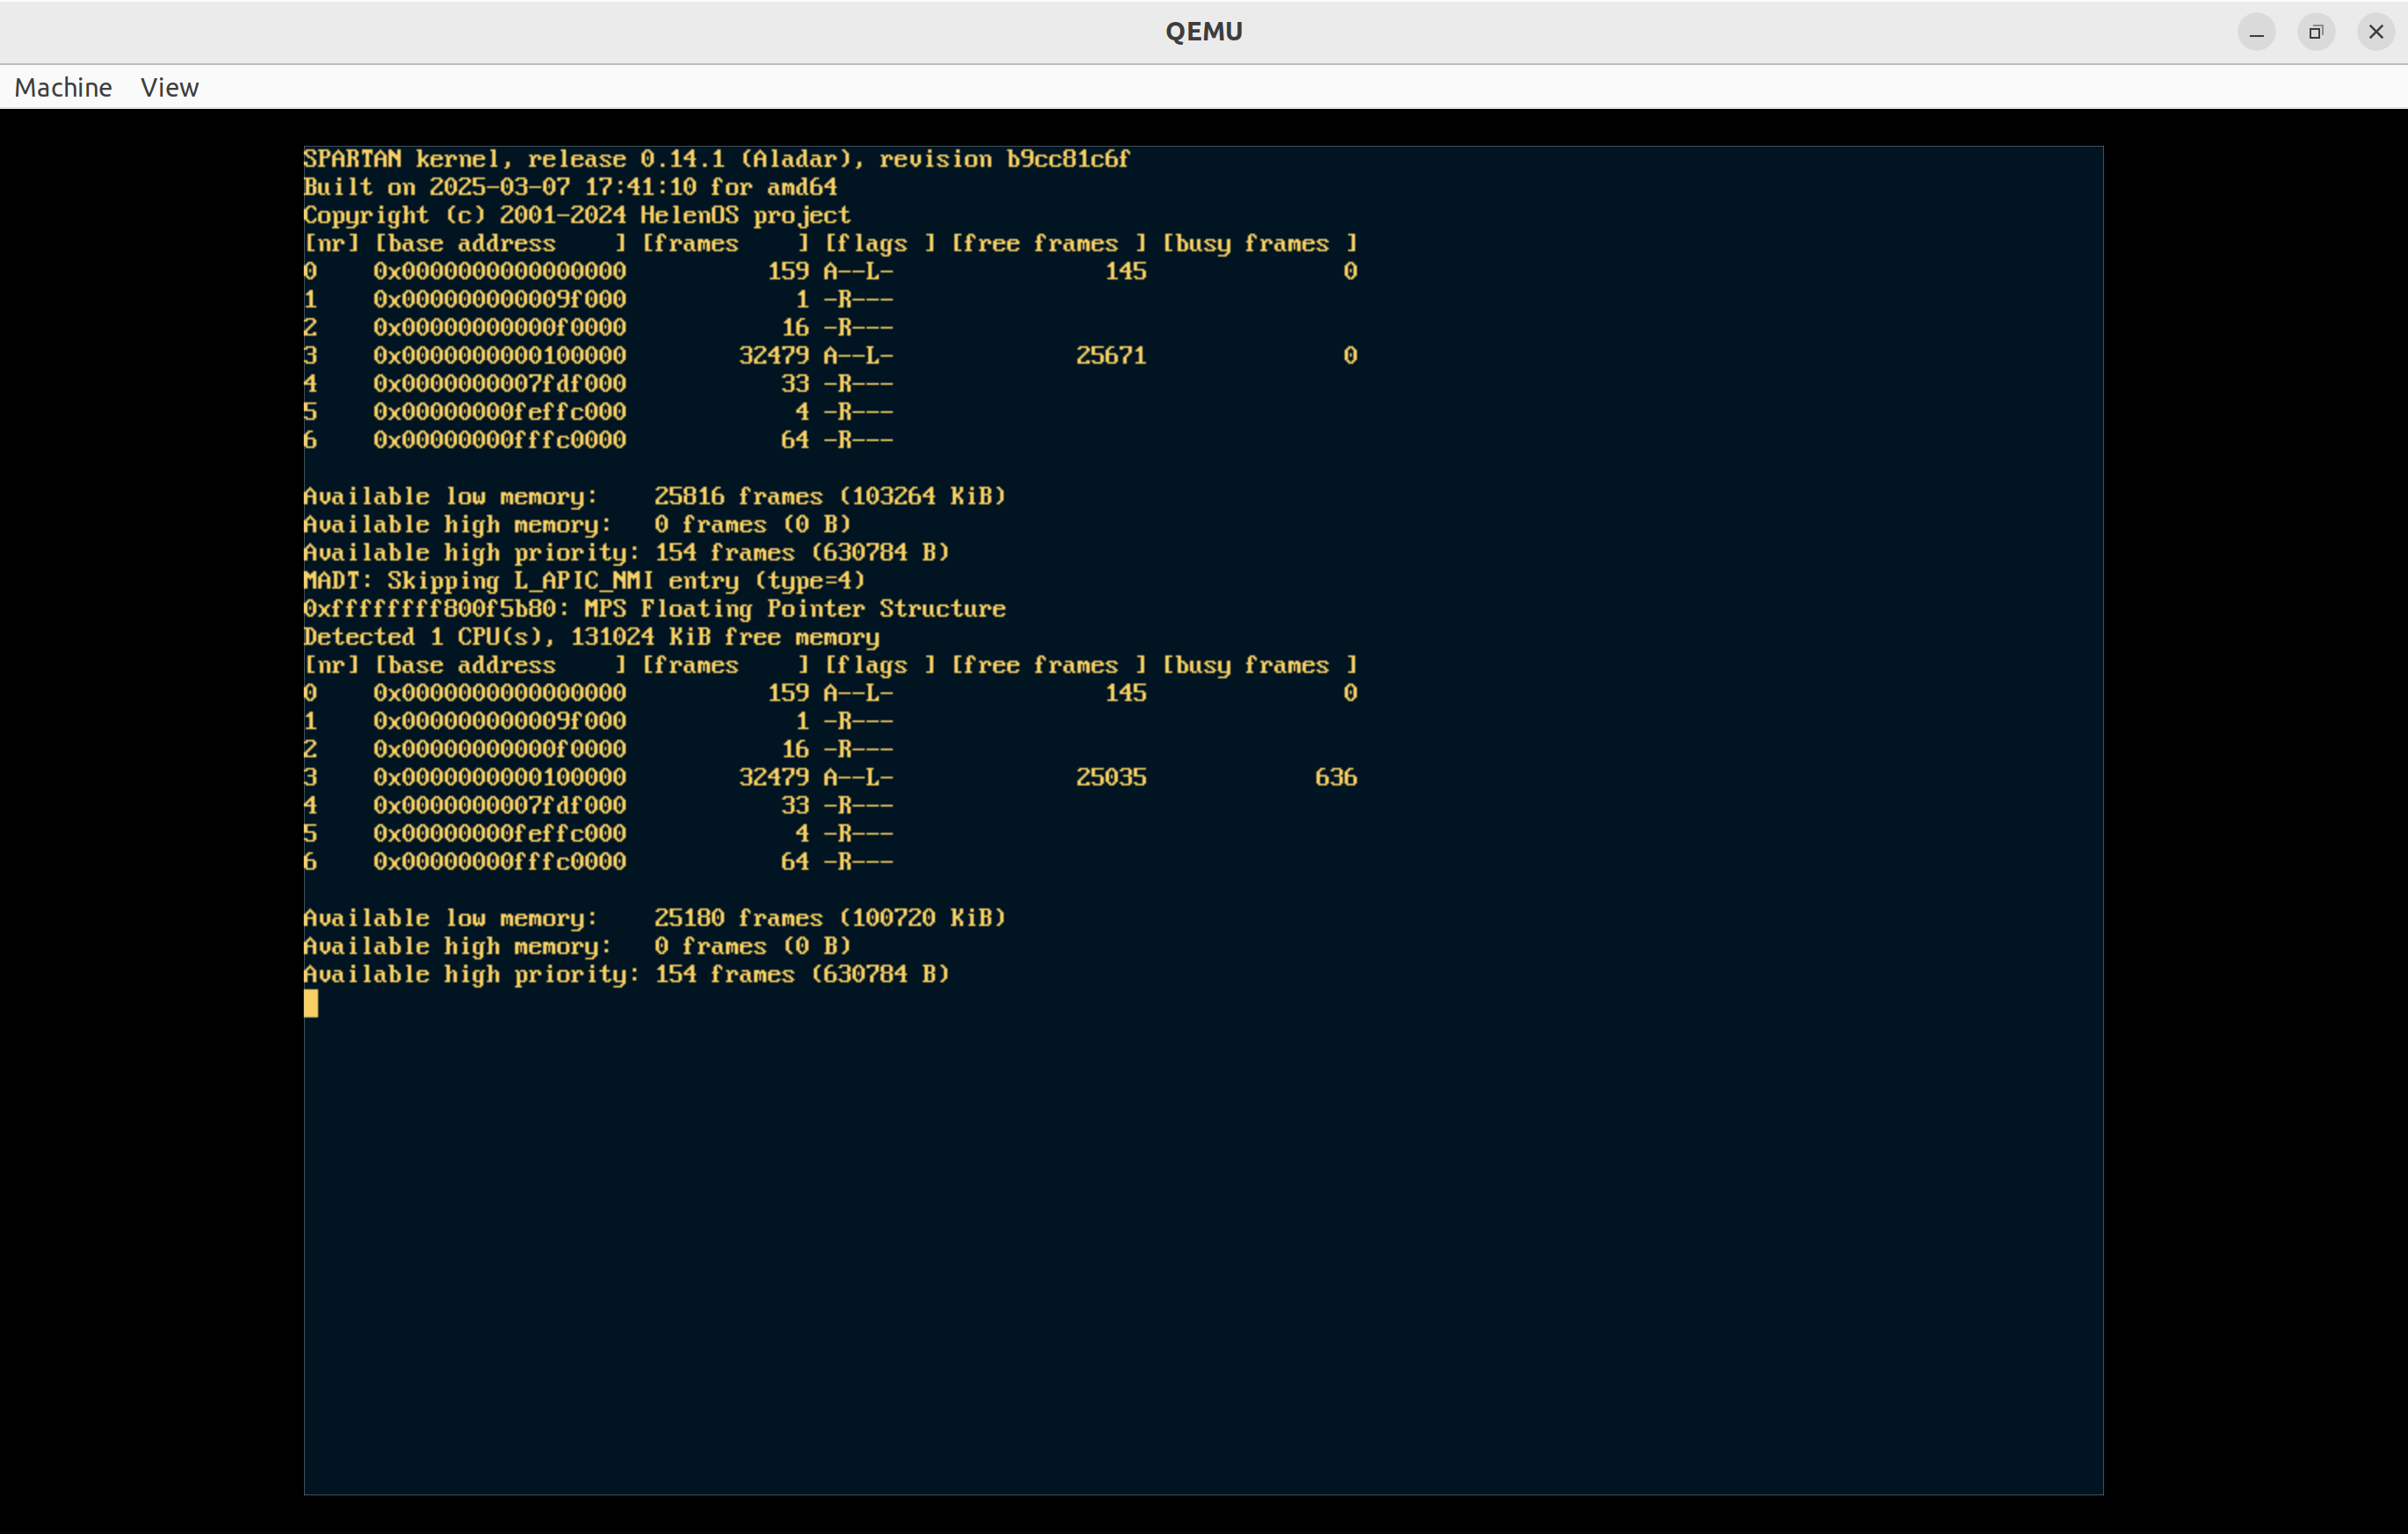 QEMU
Machine View
SPARTAN kernel, release 0.14.1 (Aladar), revision b9cc81c6f
Built on 2025-03-07 17:41:10 for amd64
Copyright (c) 2001-2024 HelenOS project
[nr] [base address    ] [frames    ] [flags ] [free frames ] [busy frames ]
0    0x0000000000000000          159 A--L-               145              0
1    0x000000000009f000            1 -R---
2    0x00000000000f0000           16 -R---
3    0x0000000000100000        32479 A--L-             25671              0
4    0x0000000007fdf000           33 -R---
5    0x00000000feffc000            4 -R---
6    0x00000000fffc0000           64 -R---
Available low memory:    25816 frames (103264 KiB)
Available high memory:   0 frames (0 B)
Available high priority: 154 frames (630784 B)
MADT: Skipping L_APIC_NMI entry (type=4)
0xffffffff800f5b80: MPS Floating Pointer Structure
Detected 1 CPU(s), 131024 KiB free memory
[nr] [base address    ] [frames    ] [flags ] [free frames ] [busy frames ]
0    0x0000000000000000          159 A--L-               145              0
1    0x000000000009f000            1 -R---
2    0x00000000000f0000           16 -R---
3    0x0000000000100000        32479 A--L-             25035            636
4    0x0000000007fdf000           33 -R---
5    0x00000000feffc000            4 -R---
6    0x00000000fffc0000           64 -R---
Available low memory:    25180 frames (100720 KiB)
Available high memory:   0 frames (0 B)
Available high priority: 154 frames (630784 B)